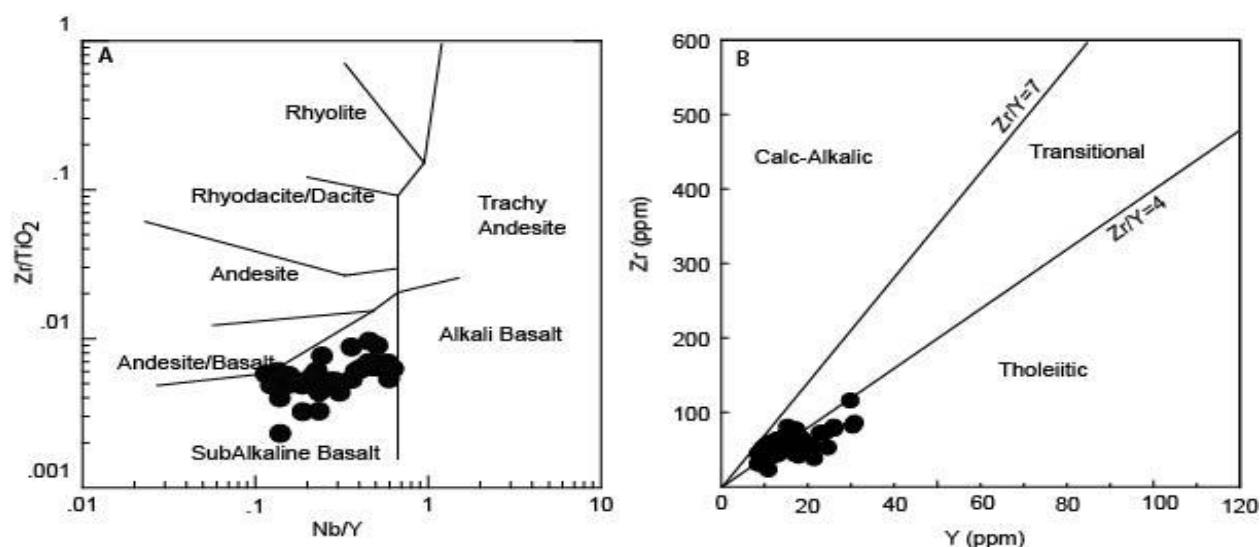 A
1
.1
.01
.001
Zr/TiO2
Rhyolite
Rhyodacite/Dacite
Trachy
Andesite
Andesite
Andesite/Basalt
Alkali Basalt
SubAlkaline Basalt
.01
.1
1
10
Nb/Y
B
600
500
400
300
200
100
Zr (ppm)
Zr/Y=7
Calc-Alkalic
Transitional
Zr/Y=4
Tholeiitic
0
20
40
60
80
100
120
Y (ppm)